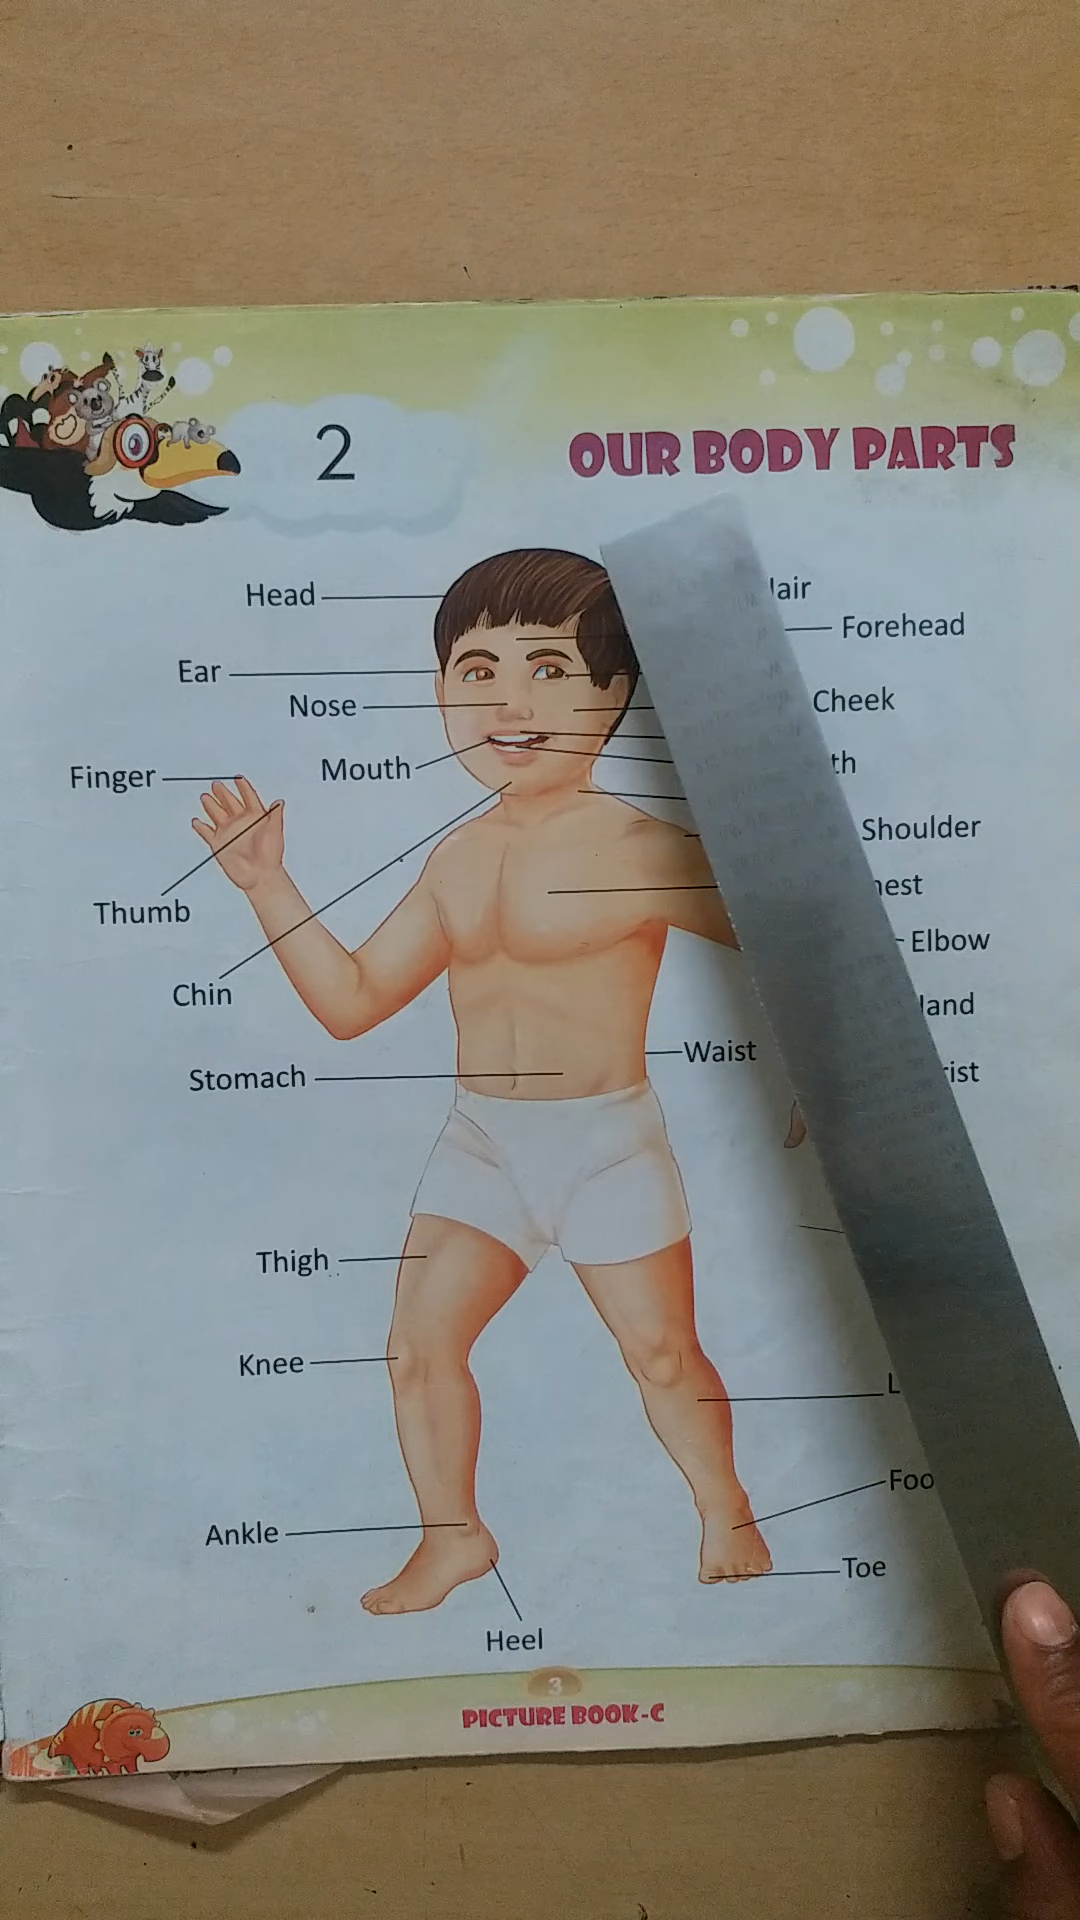 2
OUR BODY PARTS
Head
Forehead
Ear
Nose
Cheek
Mouth
Finger
Shoulder
Thumb
Elbow
Chin
Waist
Stomach
Thigh
Knee
Ankle
Toe
Heel
3
PICTURE BOOK-C